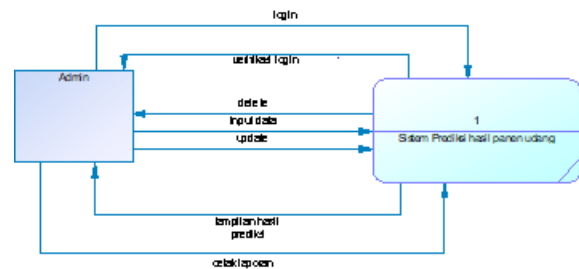 login
verifikasi login
Admin
delete
input data
update
1
Sistem Prediksi hasil panen udang
tampilan hasil
prediksi
cetak laporan